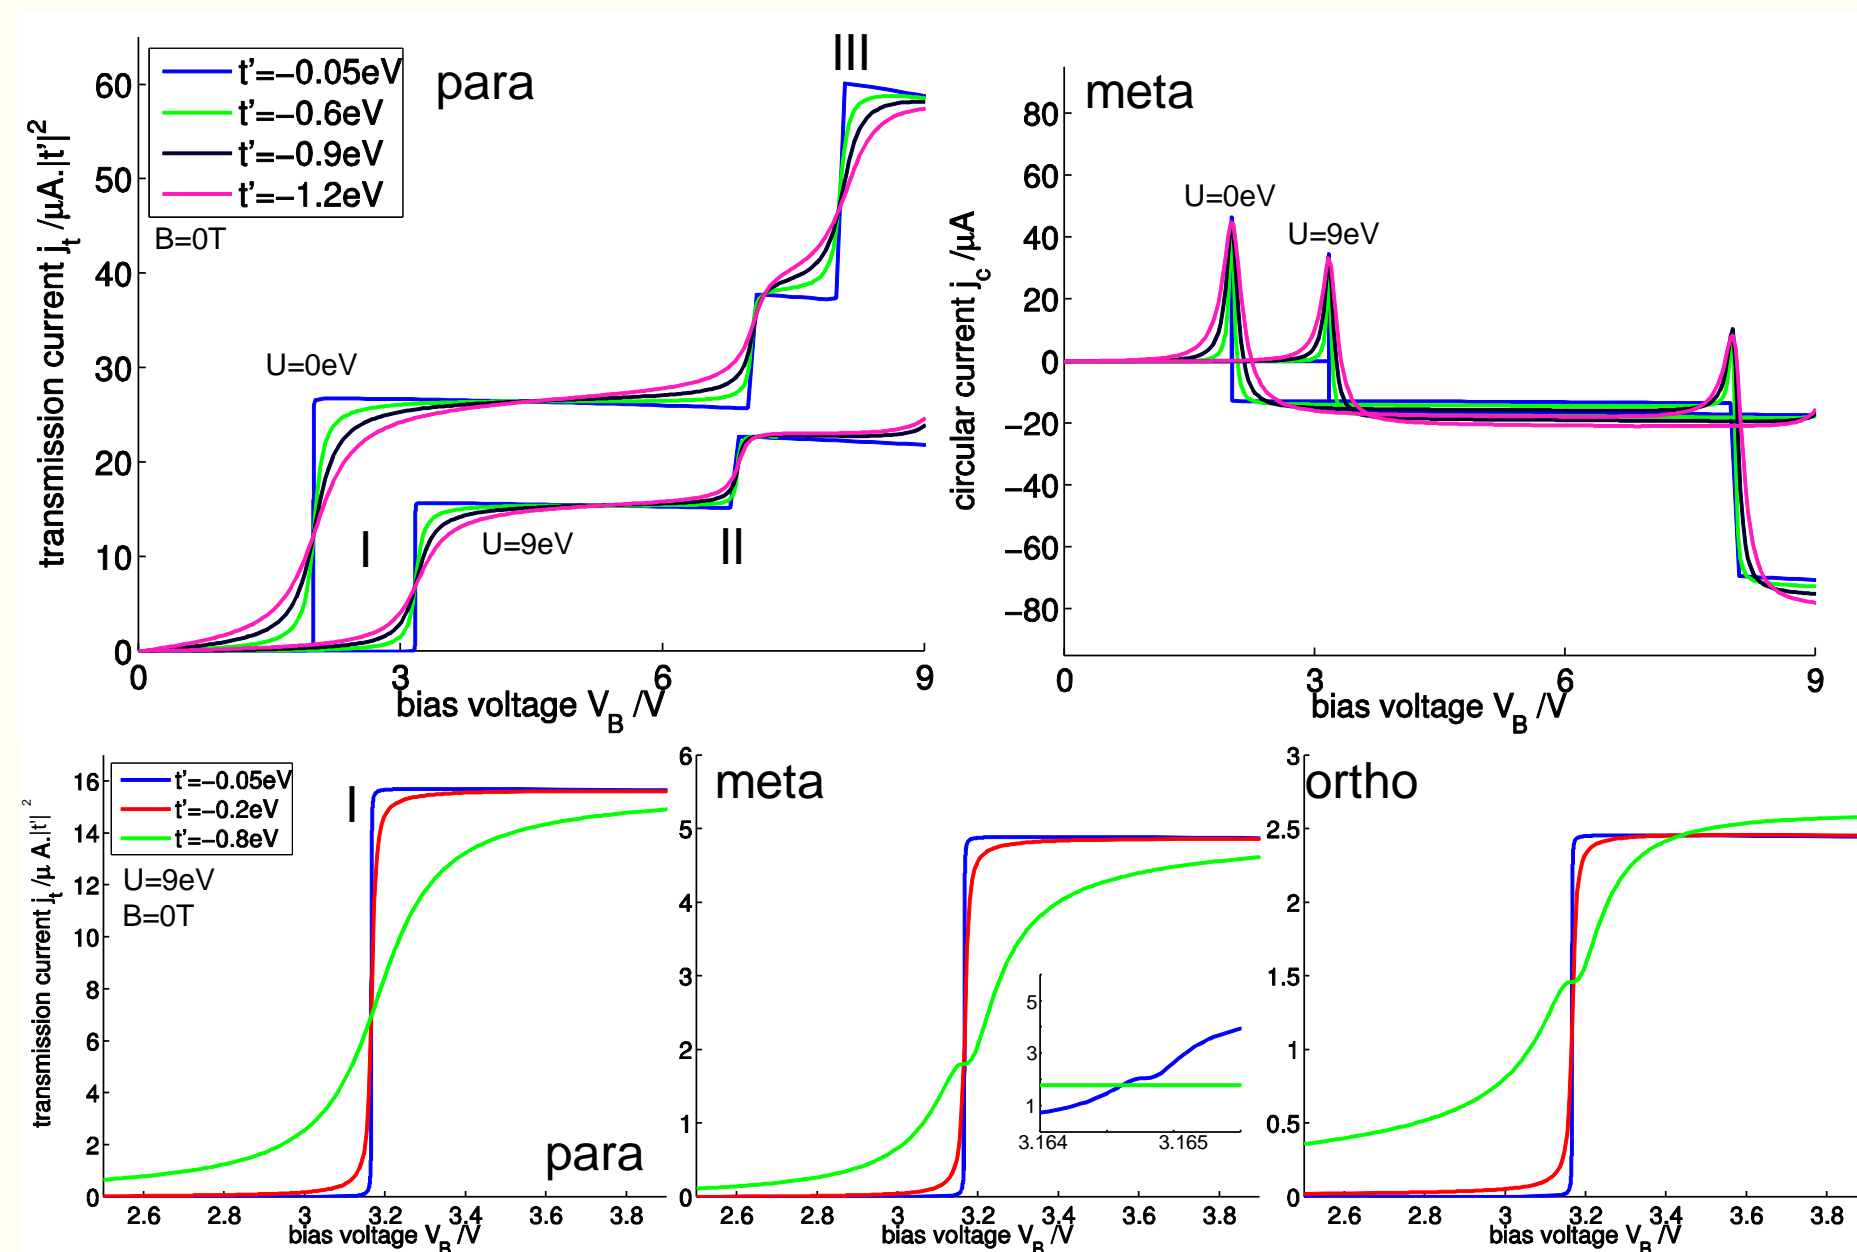 III
para
t'=−0.05eV
t'=−0.6eV
t'=−0.9eV
t'=−1.2eV
B=0T
U=0eV
U=9eV
I
II
transmission current j_t /μA.|t'|^2
60
50
40
30
20
10
0
0 3 6 9
bias voltage V_B /V
meta
U=0eV
U=9eV
circular current j_c /μA
80
60
40
20
0
−20
−40
−60
−80
0 3 6 9
bias voltage V_B /V
t'=−0.05eV
t'=−0.2eV
t'=−0.8eV
I
U=9eV
B=0T
para
transmission current j_t /μ A.|t'|^2
16
14
12
10
8
6
4
2
0
2.6 2.8 3 3.2 3.4 3.6 3.8
bias voltage V_B /V
meta
6
5
4
3
2
1
0
5
3
1
3.164 3.165
2.6 2.8 3 3.2 3.4 3.6 3.8
bias voltage V_B /V
ortho
3
2.5
2
1.5
1
0.5
0
2.6 2.8 3 3.2 3.4 3.6 3.8
bias voltage V_B /V